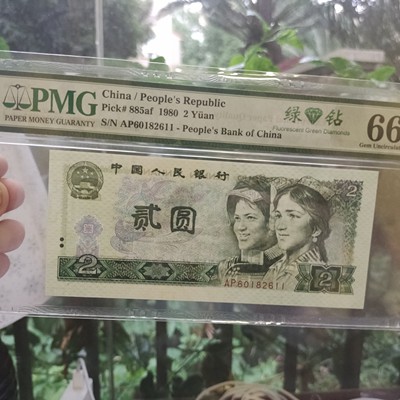 PMG
PAPER MONEY GUARANTY
China / People's Republic
Pick# 885af 1980 2 Yüan
S/N AP60182611 - People's Bank of China
绿 钻
Fluorescent Green Diamonds
66
Gem Uncirculated
中国人民银行
贰圆
2
2
2
AP60182611